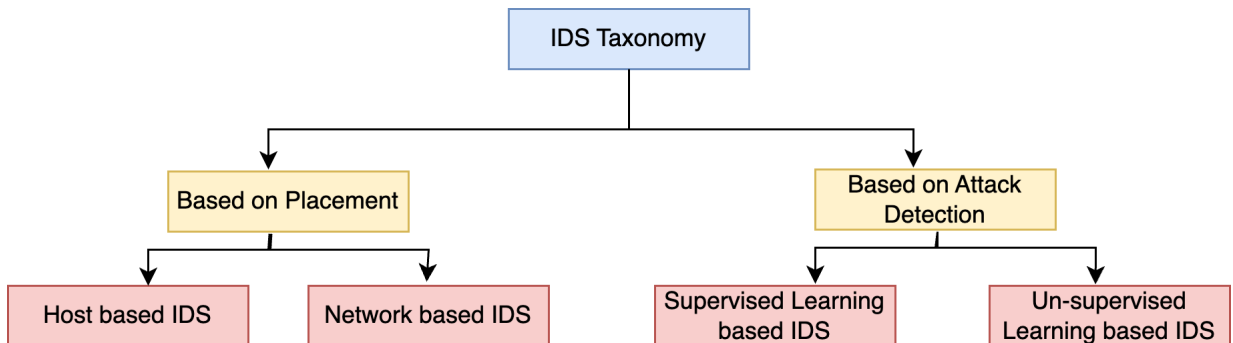 IDS Taxonomy
Based on Placement
Based on Attack
Detection
Host based IDS
Network based IDS
Supervised Learning
based IDS
Un-supervised
Learning based IDS